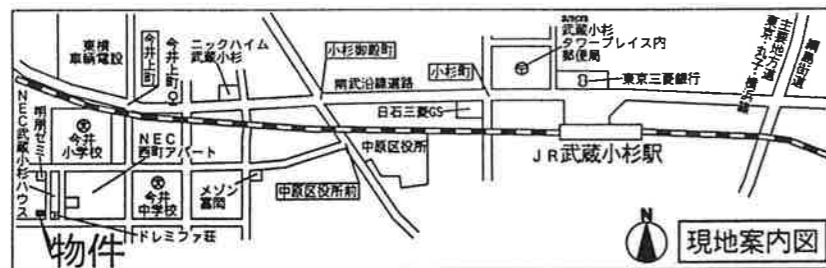 東横
車輌電設
今井上町
今井上町〇
ニックハイム
武蔵小杉
小杉御殿町
南武沿線道路
小杉町
武蔵小杉
タワープレイス内
郵便局
東京三菱銀行
主要地方道
東京・丸子・横浜線
綱島街道
日石三菱GS
明朋ゼミ
NEC武蔵小杉ハウス
今井
小学校
NEC
西町アパート
今井
中学校
メゾン
富岡
中原区役所
中原区役所前
JR武蔵小杉駅
ドレミファ荘
物件
N
現地案内図